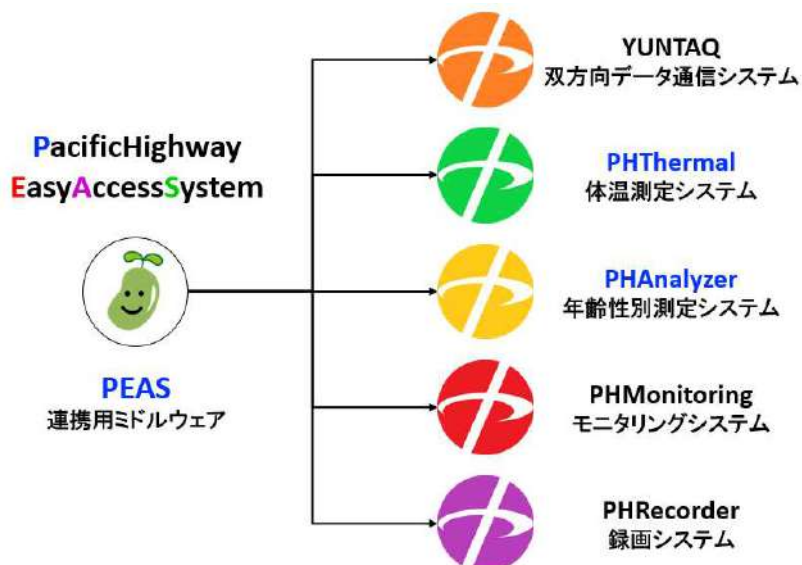 PacificHighway
EasyAccessSystem
PEAS
連携用ミドルウェア
YUNTAQ
双方向データ通信システム
PHThermal
体温測定システム
PHAnalyzer
年齢性別測定システム
PHMonitoring
モニタリングシステム
PHRecorder
録画システム